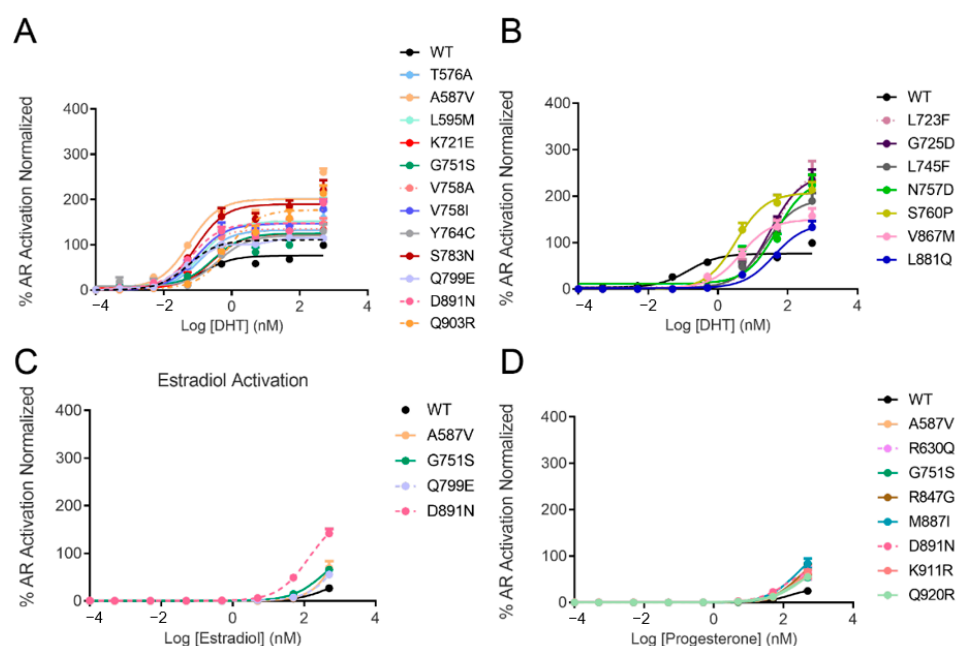 A
% AR Activation Normalized
400
300
200
100
0
−4
−2
0
2
4
Log [DHT] (nM)
WT
T576A
A587V
L595M
K721E
G751S
V758A
V758I
Y764C
S783N
Q799E
D891N
Q903R
B
% AR Activation Normalized
400
300
200
100
0
−4
−2
0
2
4
Log [DHT] (nM)
WT
L723F
G725D
L745F
N757D
S760P
V867M
L881Q
C
Estradiol Activation
% AR Activation Normalized
400
300
200
100
0
−4
−2
0
2
4
Log [Estradiol] (nM)
WT
A587V
G751S
Q799E
D891N
D
% AR Activation Normalized
400
300
200
100
0
−4
−2
0
2
4
Log [Progesterone] (nM)
WT
A587V
R630Q
G751S
R847G
M887I
D891N
K911R
Q920R